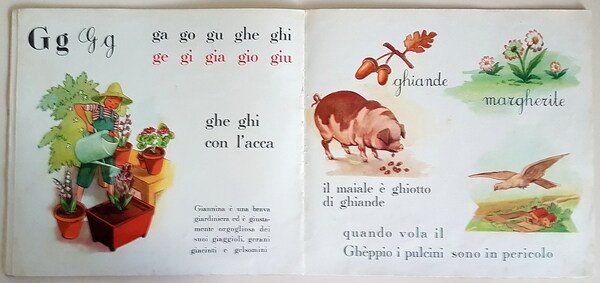 Gg Gg
ga go gu ghe ghi
ge gi gia gio giu
ghe ghi
con l'acca
Giannina è una brava
giardiniera ed è giusta-
mente orgogliosa dei
suoi giaggioli, gerani
giacinti e gelsomini
ghiande
margherite
il maiale è ghiotto
di ghiande
quando vola il
Ghèppio i pulcini sono in pericolo